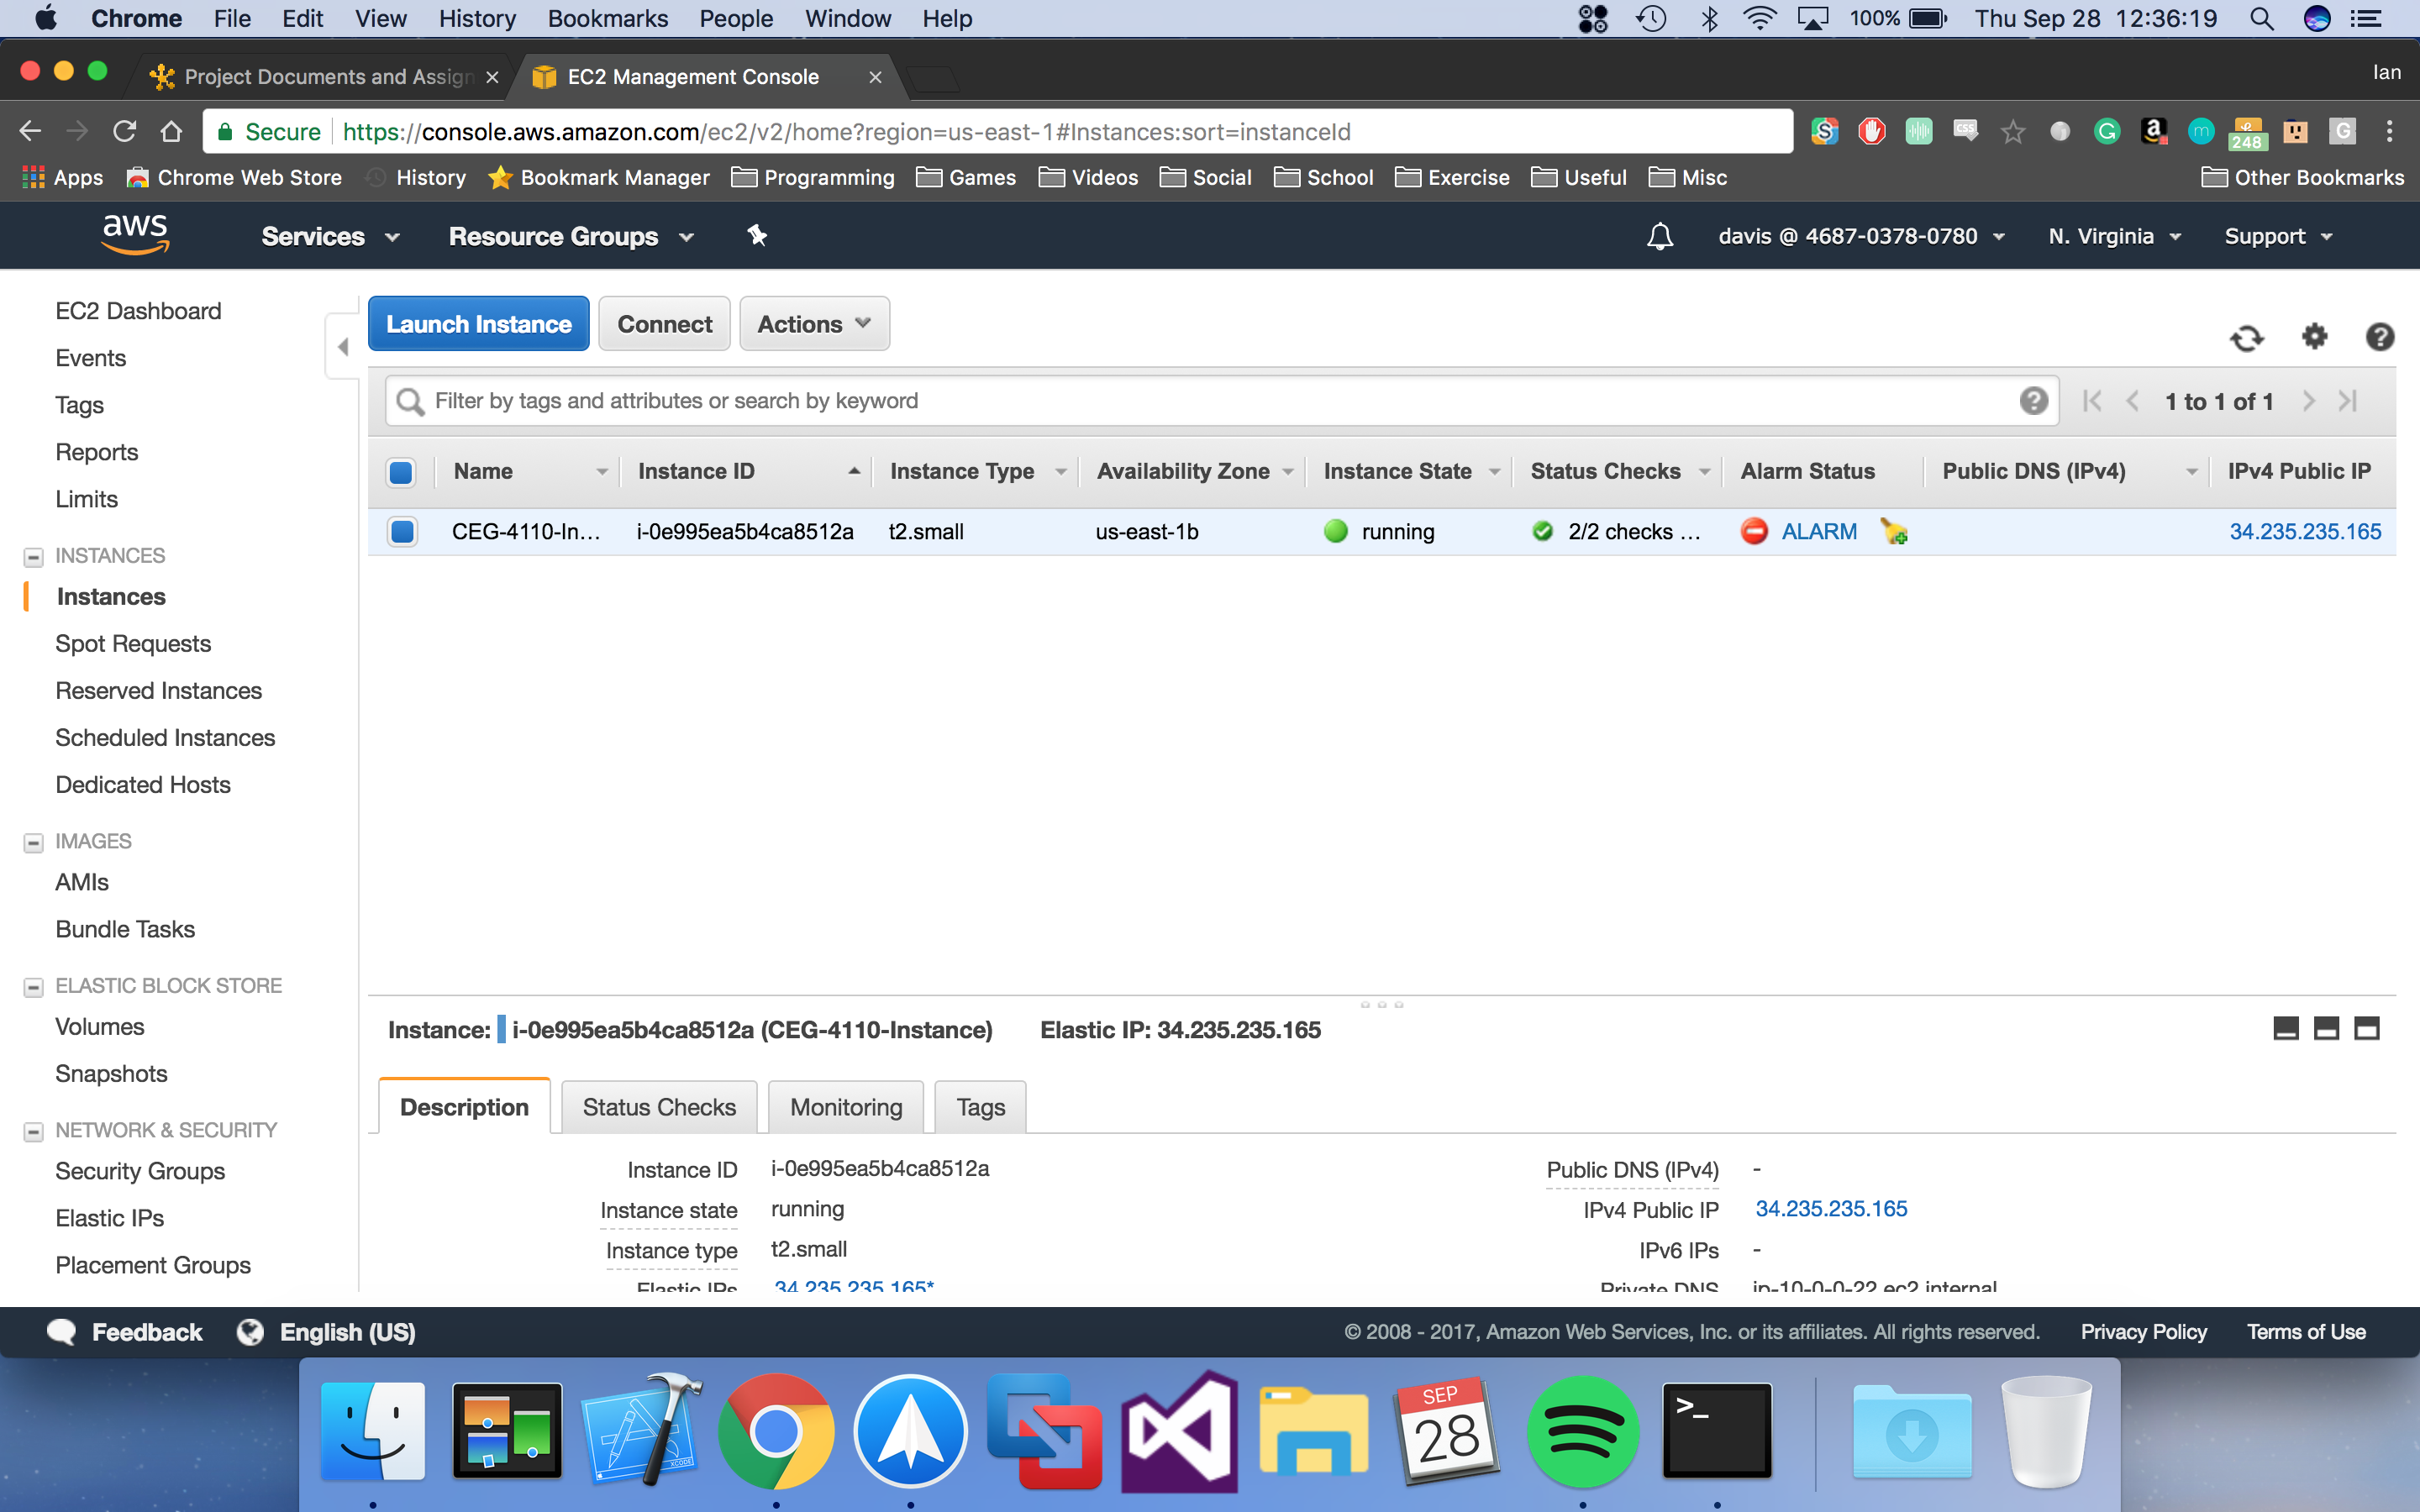 Chrome File Edit View History Bookmarks People Window Help 100% Thu Sep 28 12:36:19
Project Documents and Assign EC2 Management Console Ian
Secure https://console.aws.amazon.com/ec2/v2/home?region=us-east-1#Instances:sort=instanceId CSS 248
Apps Chrome Web Store History Bookmark Manager Programming Games Videos Social School Exercise Useful Misc Other Bookmarks
aws Services Resource Groups davis @ 4687-0378-0780 N. Virginia Support
EC2 Dashboard
Events
Tags
Reports
Limits
INSTANCES
Instances
Spot Requests
Reserved Instances
Scheduled Instances
Dedicated Hosts
IMAGES
AMIs
Bundle Tasks
ELASTIC BLOCK STORE
Volumes
Snapshots
NETWORK & SECURITY
Security Groups
Elastic IPs
Placement Groups
Launch Instance Connect Actions
Filter by tags and attributes or search by keyword 1 to 1 of 1
Name Instance ID Instance Type Availability Zone Instance State Status Checks Alarm Status Public DNS (IPv4) IPv4 Public IP
CEG-4110-In... i-0e995ea5b4ca8512a t2.small us-east-1b running 2/2 checks ... ALARM 34.235.235.165
Instance: i-0e995ea5b4ca8512a (CEG-4110-Instance) Elastic IP: 34.235.235.165
Description Status Checks Monitoring Tags
Instance ID i-0e995ea5b4ca8512a Public DNS (IPv4) -
Instance state running IPv4 Public IP 34.235.235.165
Instance type t2.small IPv6 IPs -
Elastic IPs 34.235.235.165* Private DNS ip-10-0-0-22.ec2.internal
Feedback English (US) © 2008 - 2017, Amazon Web Services, Inc. or its affiliates. All rights reserved. Privacy Policy Terms of Use
XCODE
SEP
28
>_